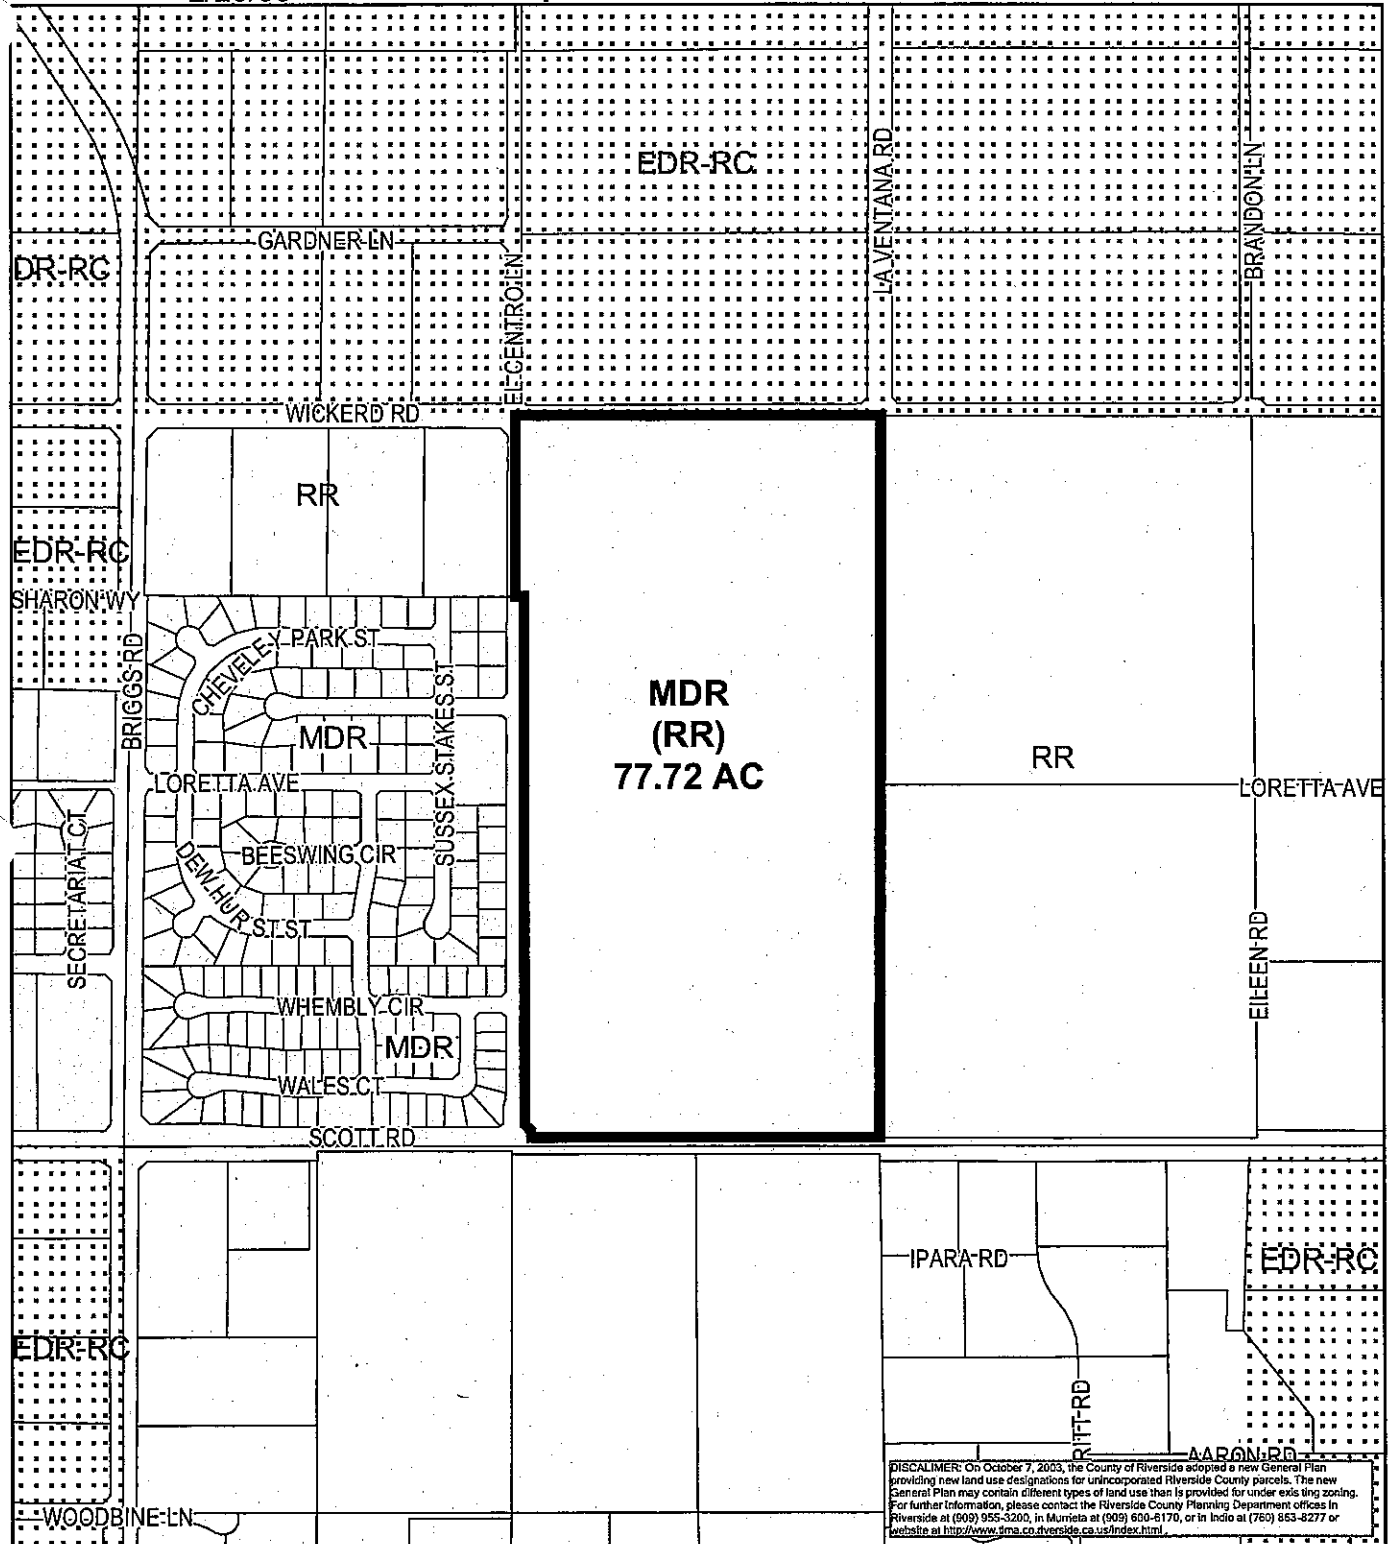 EDR-RC
LA VENTANA RD
BRANDON LN
GARDNER LN
DR-RC
EL CENTRO LN
WICKERD RD
RR
EDR-RC
SHARON WY
CHEVELEY PARK ST
BRIGGS RD
SUSSEX STAKES ST
MDR
MDR
(RR)
77.72 AC
RR
LORETTA AVE
LORETTA AVE
SECRETARIAT CT
BEESWING CIR
DEWHURST ST
EILEEN RD
WHEMBLY CIR
MDR
WALES CT
SCOTT RD
IPARA RD
EDR-RC
EDR-RC
RITT RD
AARON RD
WOODBINE LN
DISCALIMER: On October 7, 2003, the County of Riverside adopted a new General Plan
providing new land use designations for unincorporated Riverside County parcels. The new
General Plan may contain different types of land use than is provided for under existing zoning.
For further information, please contact the Riverside County Planning Department offices in
Riverside at (909) 955-3200, in Murrieta at (909) 600-6170, or in Indio at (760) 863-8277 or
website at http://www.tlma.co.riverside.ca.us/index.html